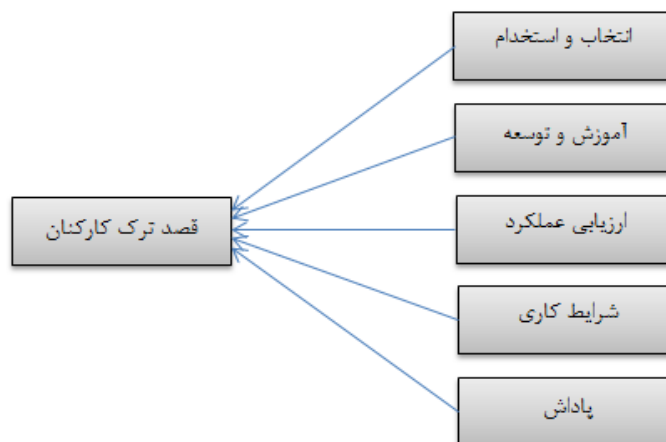 انتخاب و استخدام
آموزش و توسعه
ارزیابی عملکرد
قصد ترک کارکنان
شرایط کاری
پاداش